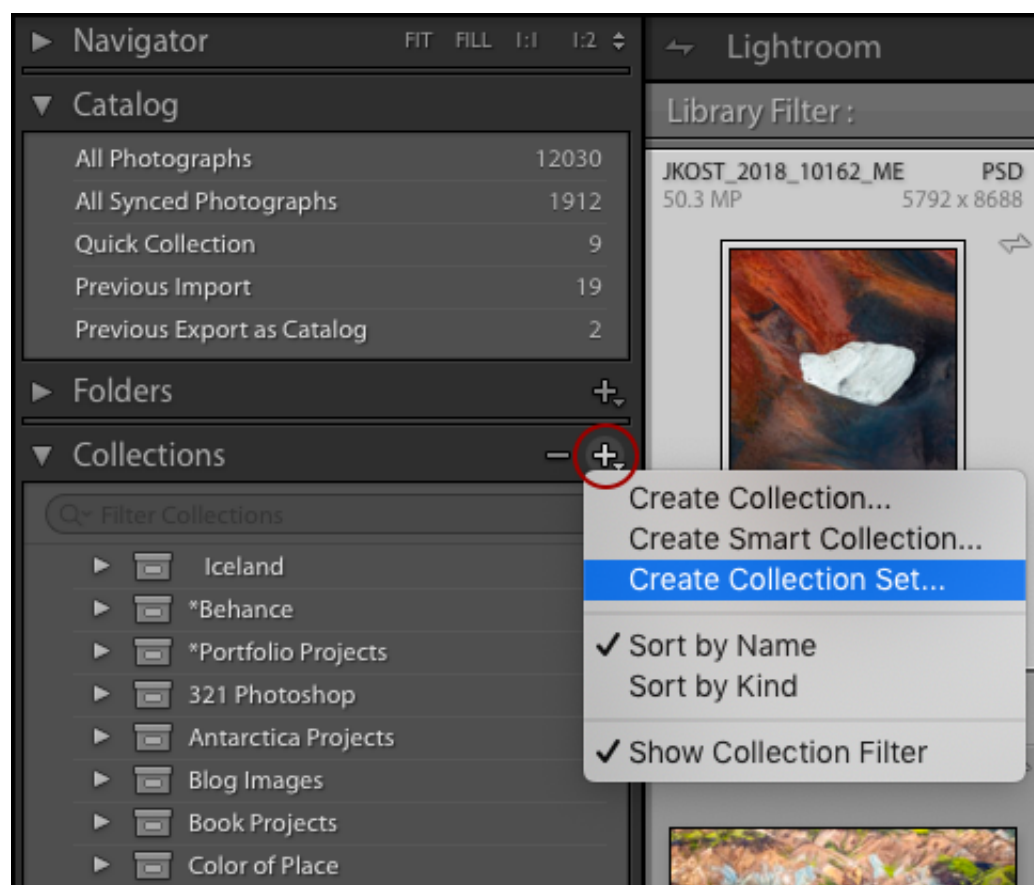 Navigator FIT FILL 1:1 1:2
Catalog
All Photographs 12030
All Synced Photographs 1912
Quick Collection 9
Previous Import 19
Previous Export as Catalog 2
Folders
Collections
Filter Collections
Iceland
*Behance
*Portfolio Projects
321 Photoshop
Antarctica Projects
Blog Images
Book Projects
Color of Place
Lightroom
Library Filter :
JKOST_2018_10162_ME PSD
50.3 MP 5792 x 8688
Create Collection...
Create Smart Collection...
Create Collection Set...
✓ Sort by Name
Sort by Kind
✓ Show Collection Filter